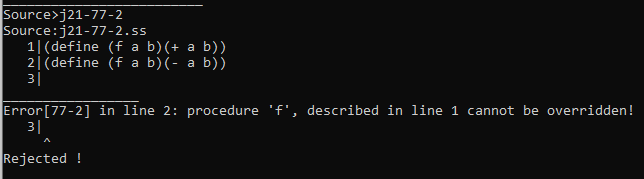 Source>j21-77-2
Source:j21-77-2.ss
   1|(define (f a b)(+ a b))
   2|(define (f a b)(- a b))
   3|
Error[77-2] in line 2: procedure 'f', described in line 1 cannot be overridden!
   3|
     ^
Rejected !